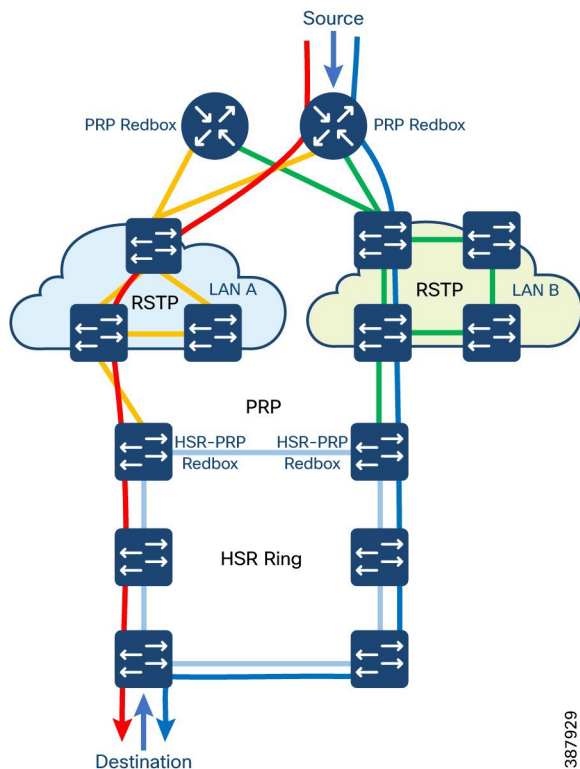 Source
PRP Redbox
PRP Redbox
RSTP
LAN A
RSTP
LAN B
PRP
HSR-PRP
Redbox
HSR-PRP
Redbox
HSR Ring
Destination
387929